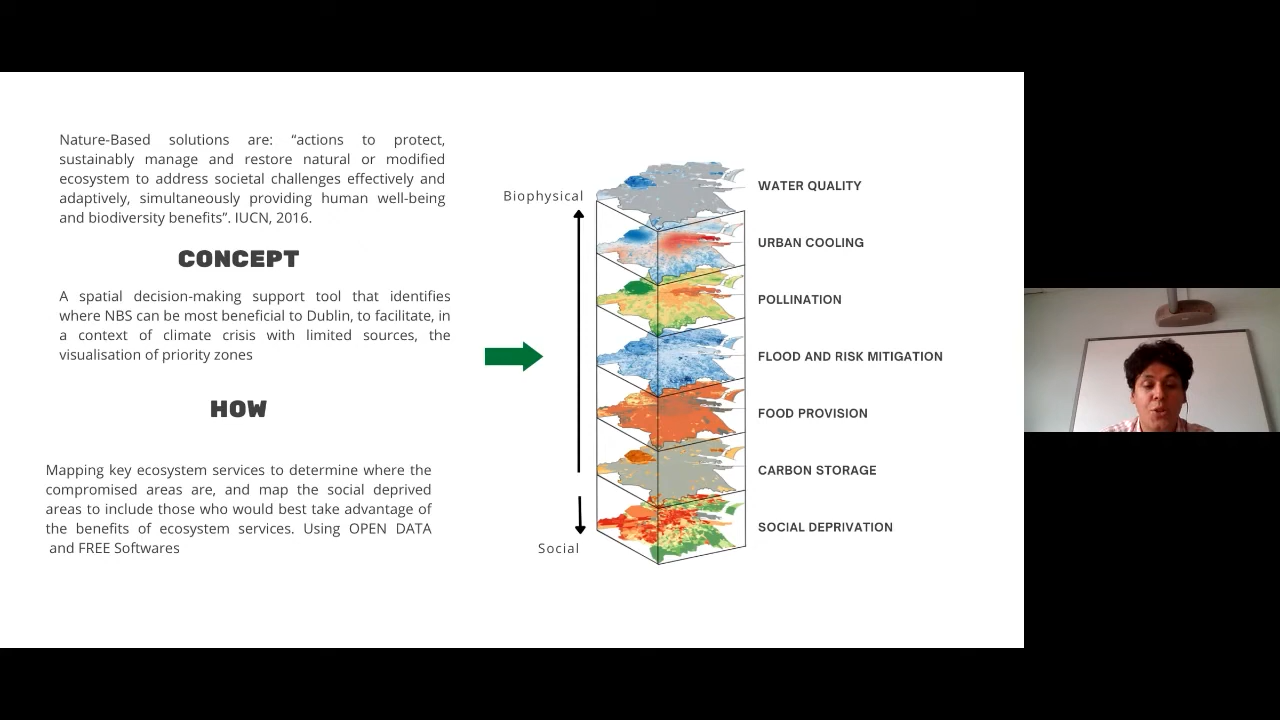 Nature-Based solutions are: “actions to protect,
sustainably manage and restore natural or modified
ecosystem to address societal challenges effectively and
adaptively, simultaneously providing human well-being
and biodiversity benefits”. IUCN, 2016.
CONCEPT
A spatial decision-making support tool that identifies
where NBS can be most beneficial to Dublin, to facilitate, in
a context of climate crisis with limited sources, the
visualisation of priority zones
HOW
Mapping key ecosystem services to determine where the
compromised areas are, and map the social deprived
areas to include those who would best take advantage of
the benefits of ecosystem services. Using OPEN DATA
and FREE Softwares
Biophysical
Social
WATER QUALITY
URBAN COOLING
POLLINATION
FLOOD AND RISK MITIGATION
FOOD PROVISION
CARBON STORAGE
SOCIAL DEPRIVATION